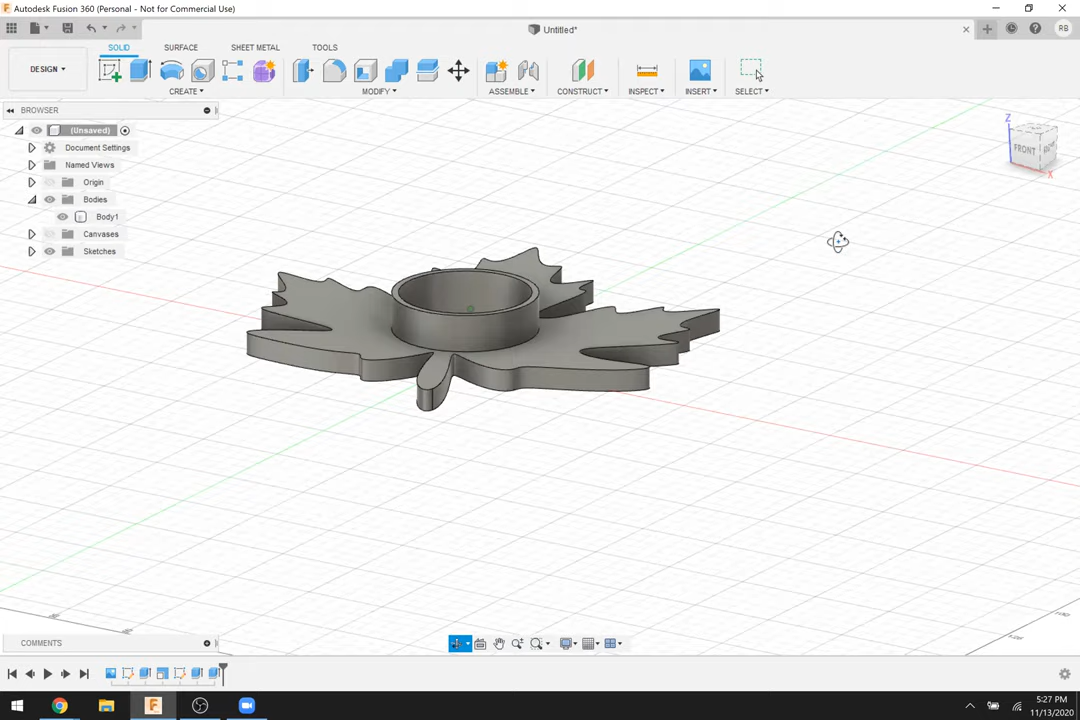 Autodesk Fusion 360 (Personal - Not for Commercial Use)
Untitled*
RB
SOLID SURFACE SHEET METAL TOOLS
DESIGN
CREATE MODIFY ASSEMBLE CONSTRUCT INSPECT INSERT SELECT
BROWSER
(Unsaved)
Document Settings
Named Views
Origin
Bodies
Body1
Canvases
Sketches
Z
FRONT
X
COMMENTS
5:27 PM
11/13/2020